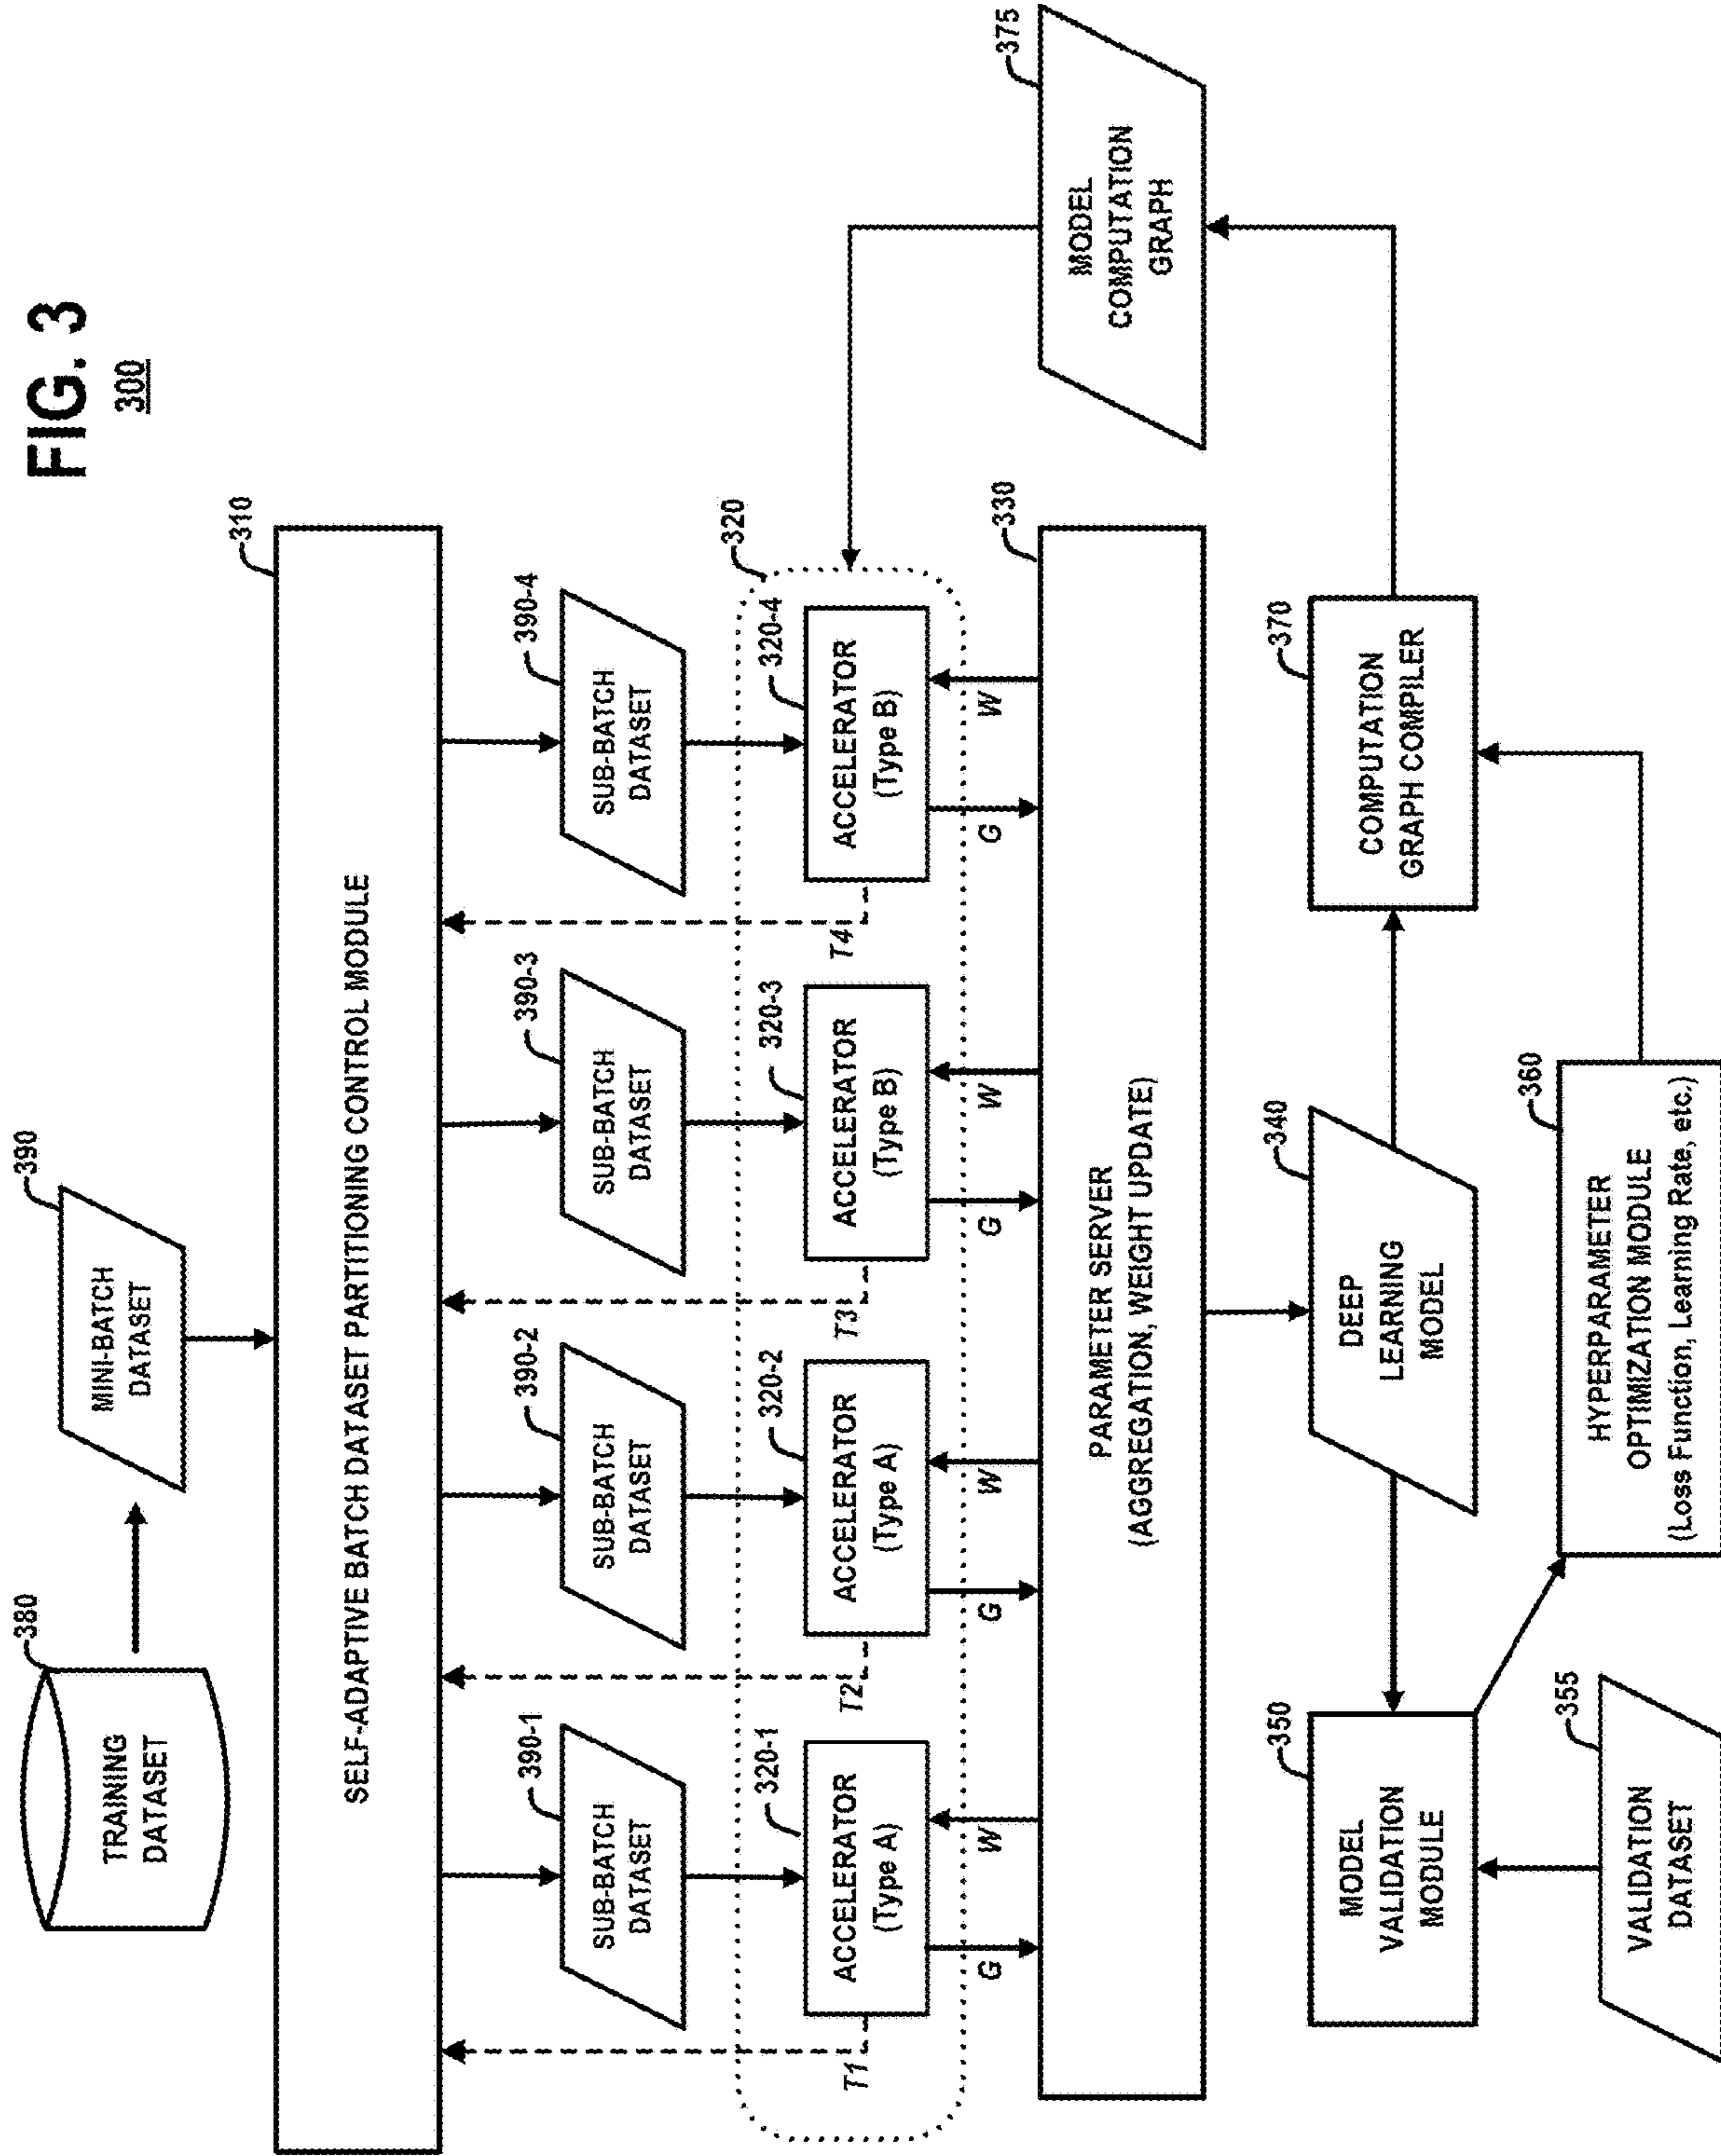 FIG. 3
300
380
TRAINING
DATASET
390
MINI-BATCH
DATASET
310
SELF-ADAPTIVE BATCH DATASET PARTITIONING CONTROL MODULE
390-1
SUB-BATCH
DATASET
390-2
SUB-BATCH
DATASET
390-3
SUB-BATCH
DATASET
390-4
SUB-BATCH
DATASET
320
T1
320-1
ACCELERATOR
(Type A)
T2
320-2
ACCELERATOR
(Type A)
T3
320-3
ACCELERATOR
(Type B)
T4
320-4
ACCELERATOR
(Type B)
G
W
G
W
G
W
G
W
330
PARAMETER SERVER
(AGGREGATION, WEIGHT UPDATE)
375
MODEL
COMPUTATION
GRAPH
350
MODEL
VALIDATION
MODULE
340
DEEP
LEARNING
MODEL
370
COMPUTATION
GRAPH COMPILER
355
VALIDATION
DATASET
360
HYPERPARAMETER
OPTIMIZATION MODULE
(Loss Function, Learning Rate, etc.)